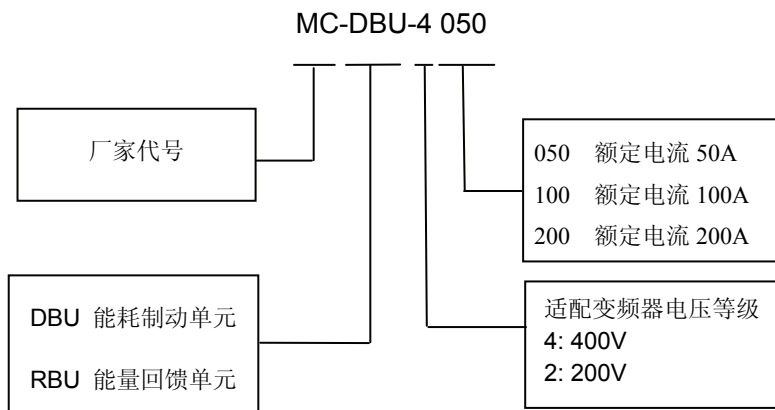 MC-DBU-4 050
厂家代号
050 额定电流 50A
100 额定电流 100A
200 额定电流 200A
DBU 能耗制动单元
RBU 能量回馈单元
适配变频器电压等级
4: 400V
2: 200V